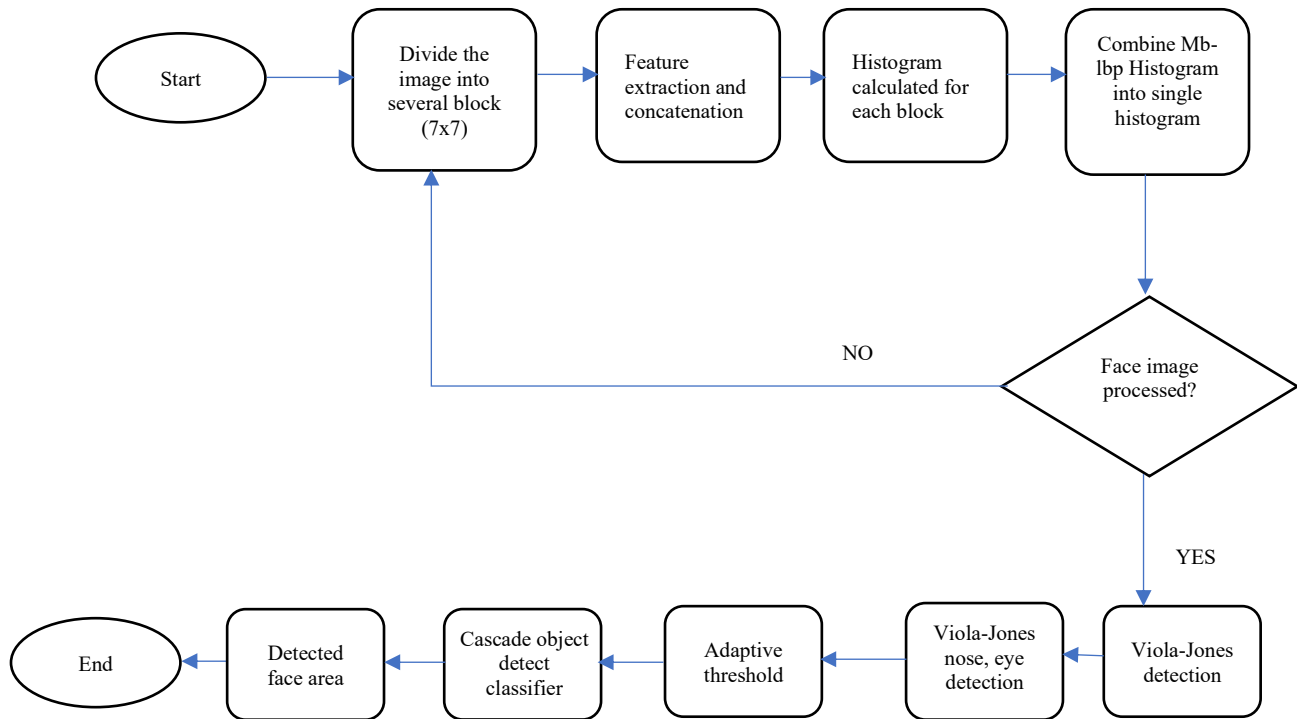 Start
Divide the
image into
several block
(7x7)
Feature
extraction and
concatenation
Histogram
calculated for
each block
Combine Mb-
lbp Histogram
into single
histogram
Face image
processed?
NO
YES
Viola-Jones
detection
Viola-Jones
nose, eye
detection
Adaptive
threshold
Cascade object
detect
classifier
Detected
face area
End